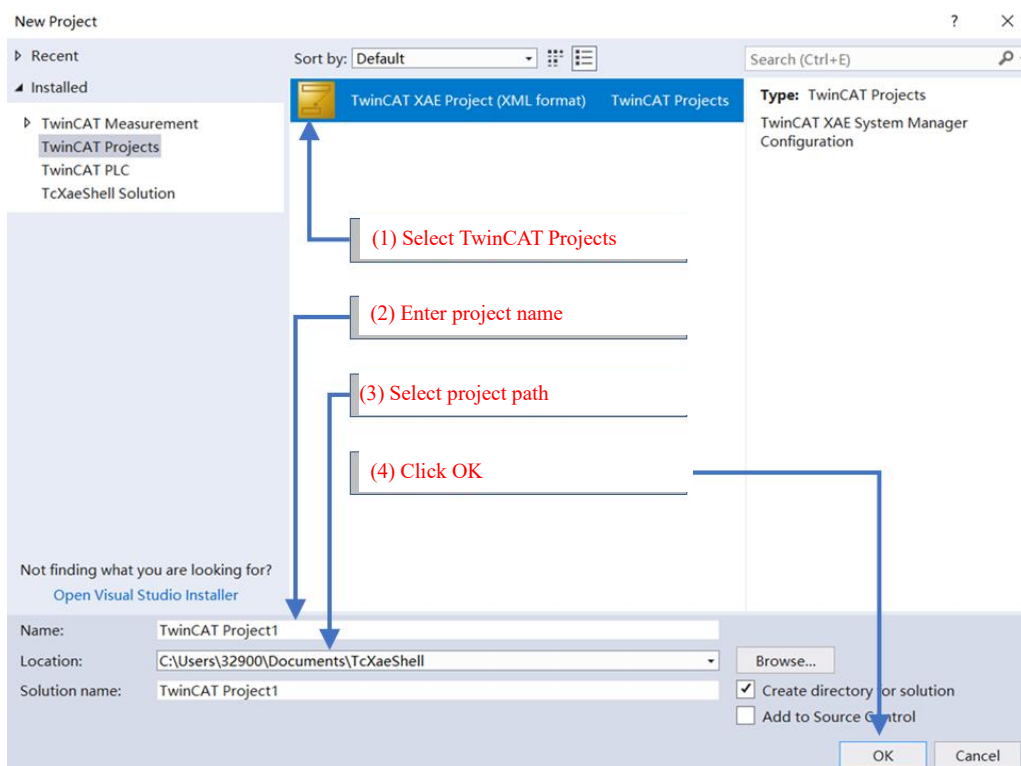 New Project
Recent
Installed
TwinCAT Measurement
TwinCAT Projects
TwinCAT PLC
TcXaeShell Solution
Not finding what you are looking for?
Open Visual Studio Installer
Sort by: Default
TwinCAT XAE Project (XML format) TwinCAT Projects
(1) Select TwinCAT Projects
(2) Enter project name
(3) Select project path
(4) Click OK
Search (Ctrl+E)
Type: TwinCAT Projects
TwinCAT XAE System Manager
Configuration
Name: TwinCAT Project1
Location: C:\Users\32900\Documents\TcXaeShell
Browse...
Solution name: TwinCAT Project1
Create directory for solution
Add to Source Control
OK Cancel